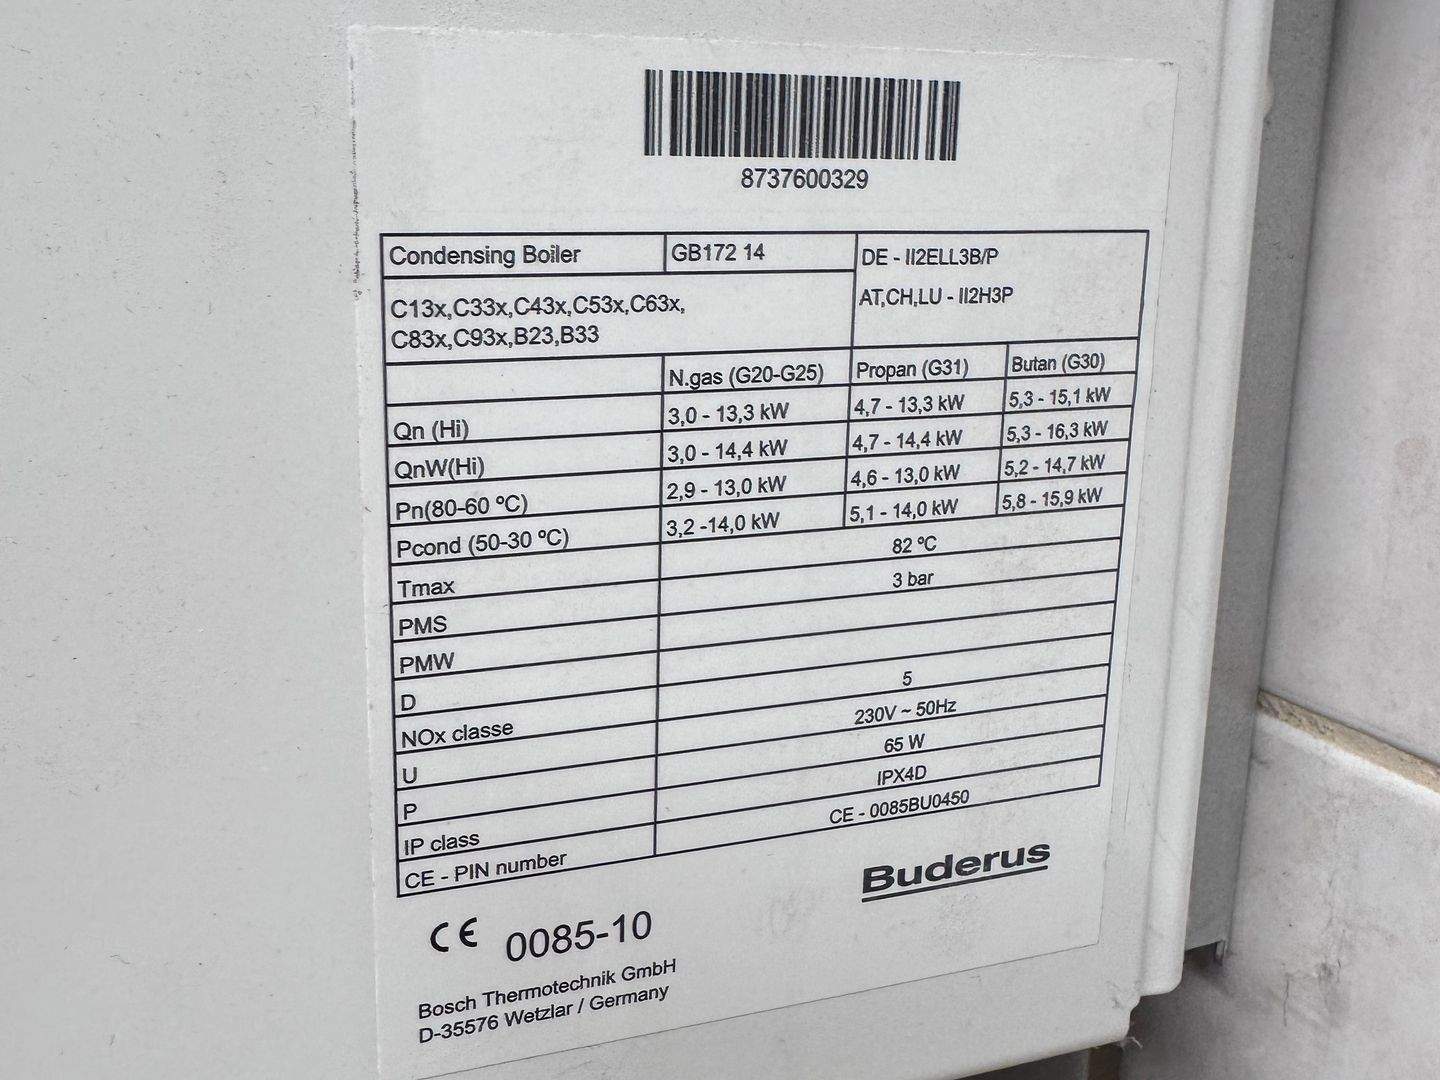 8737600329
Condensing Boiler GB172 14 DE - II2ELL3B/P
AT,CH,LU - II2H3P
C13x,C33x,C43x,C53x,C63x,
C83x,C93x,B23,B33
N.gas (G20-G25) Propan (G31) Butan (G30)
Qn (Hi) 3,0 - 13,3 kW 4,7 - 13,3 kW 5,3 - 15,1 kW
QnW(Hi) 3,0 - 14,4 kW 4,7 - 14,4 kW 5,3 - 16,3 kW
Pn(80-60 ºC) 2,9 - 13,0 kW 4,6 - 13,0 kW 5,2 - 14,7 kW
Pcond (50-30 ºC) 3,2 -14,0 kW 5,1 - 14,0 kW 5,8 - 15,9 kW
Tmax 82 ºC
PMS 3 bar
PMW
D
NOx classe 5
U 230V ~ 50Hz
P 65 W
IP class IPX4D
CE - PIN number CE - 0085BU0450
Buderus
CE 0085-10
Bosch Thermotechnik GmbH
D-35576 Wetzlar / Germany